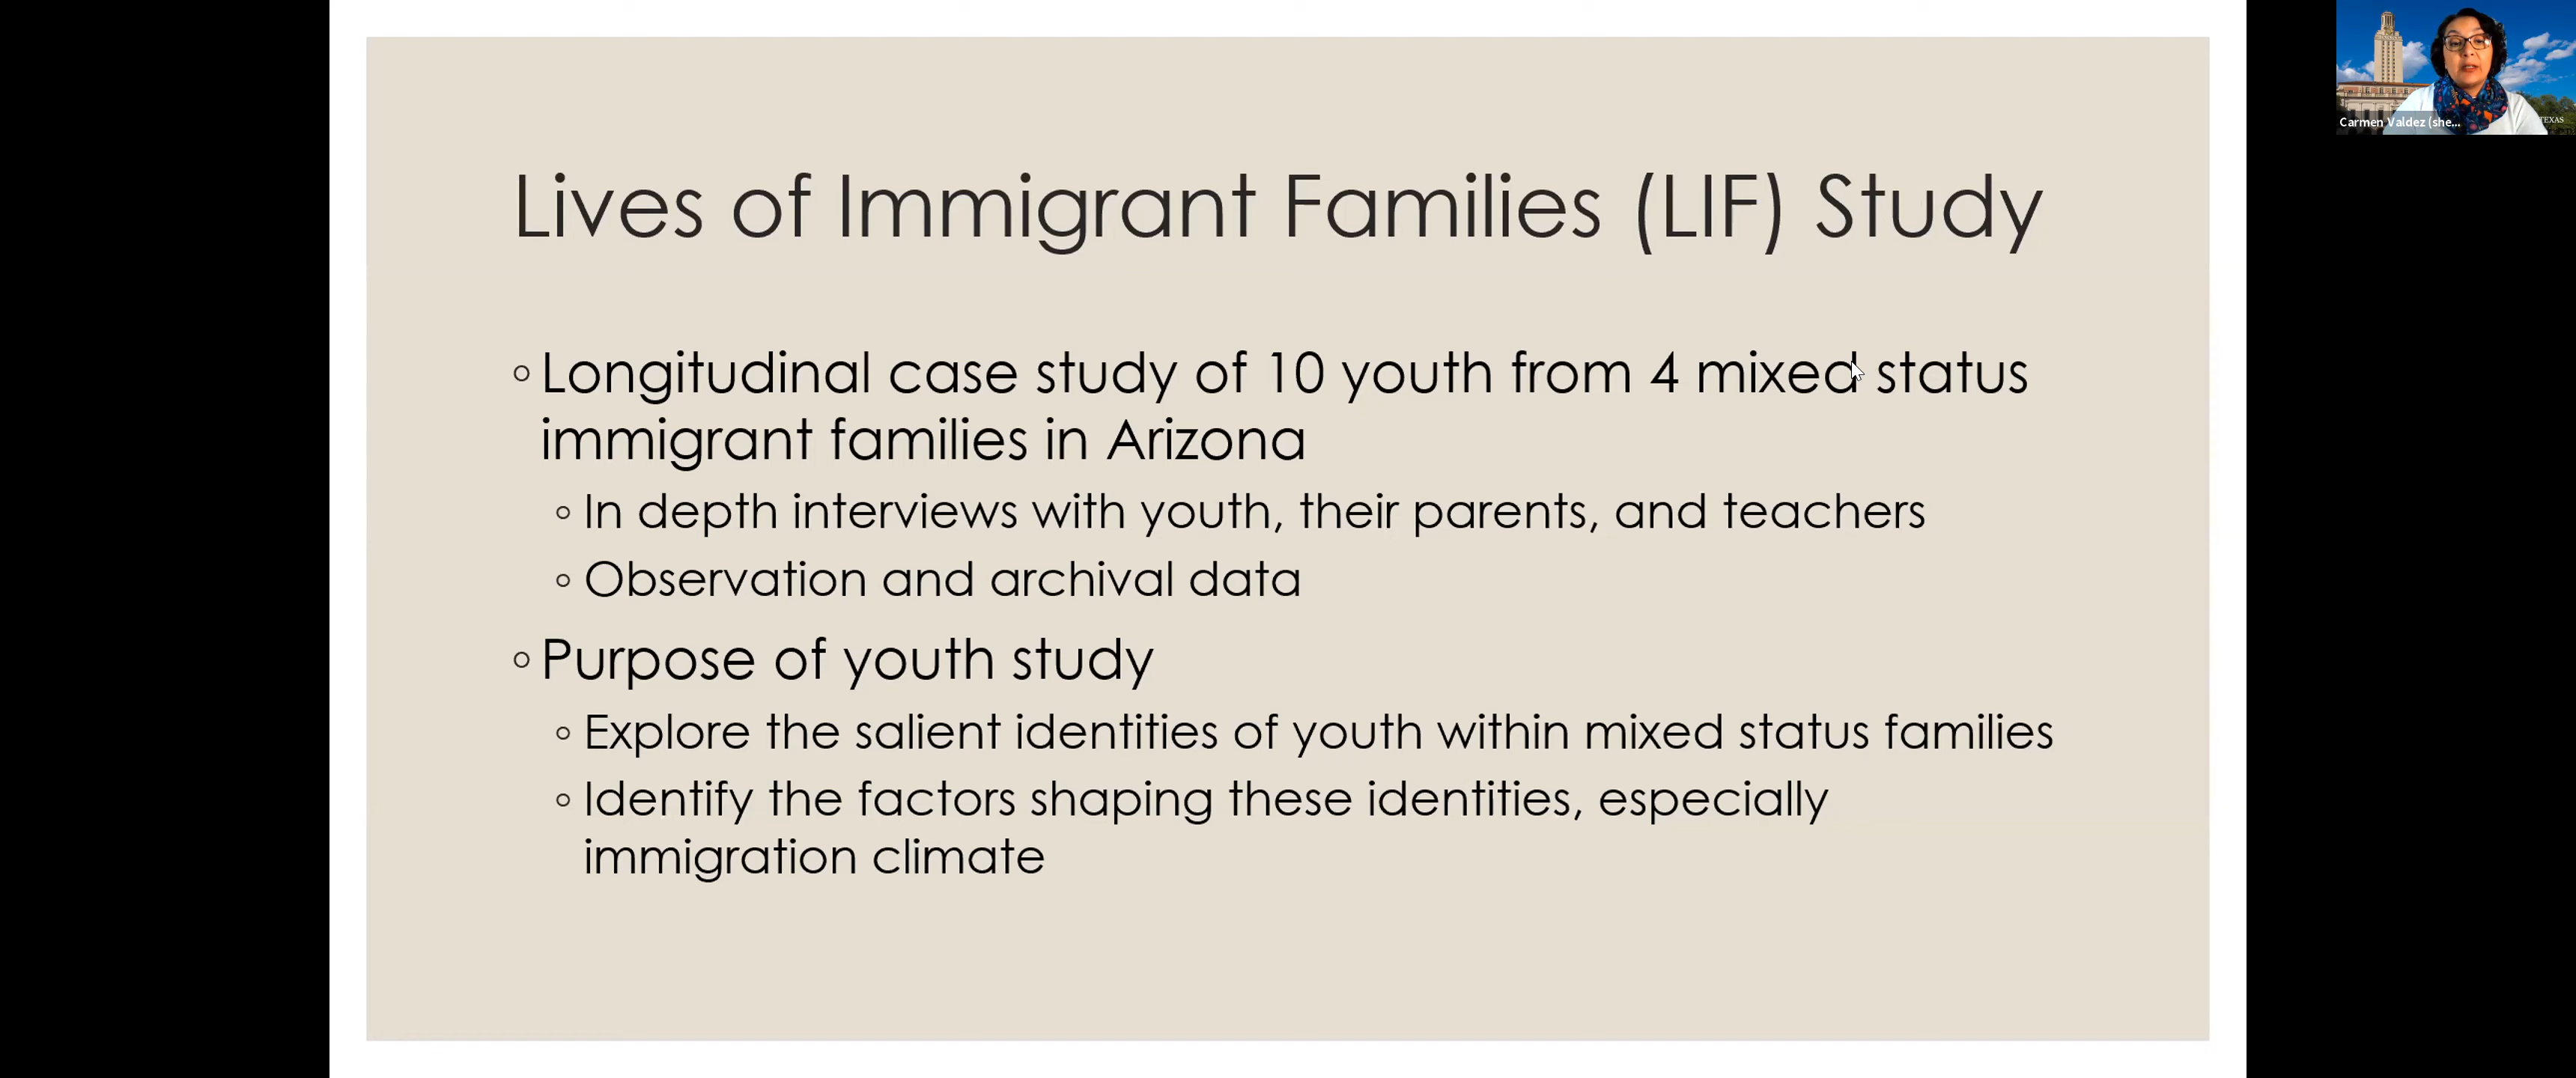 Lives of Immigrant Families (LIF) Study
◦ Longitudinal case study of 10 youth from 4 mixed status
immigrant families in Arizona
◦ In depth interviews with youth, their parents, and teachers
◦ Observation and archival data
◦ Purpose of youth study
◦ Explore the salient identities of youth within mixed status families
◦ Identify the factors shaping these identities, especially
immigration climate
Carmen Valdez (she...
TEXAS